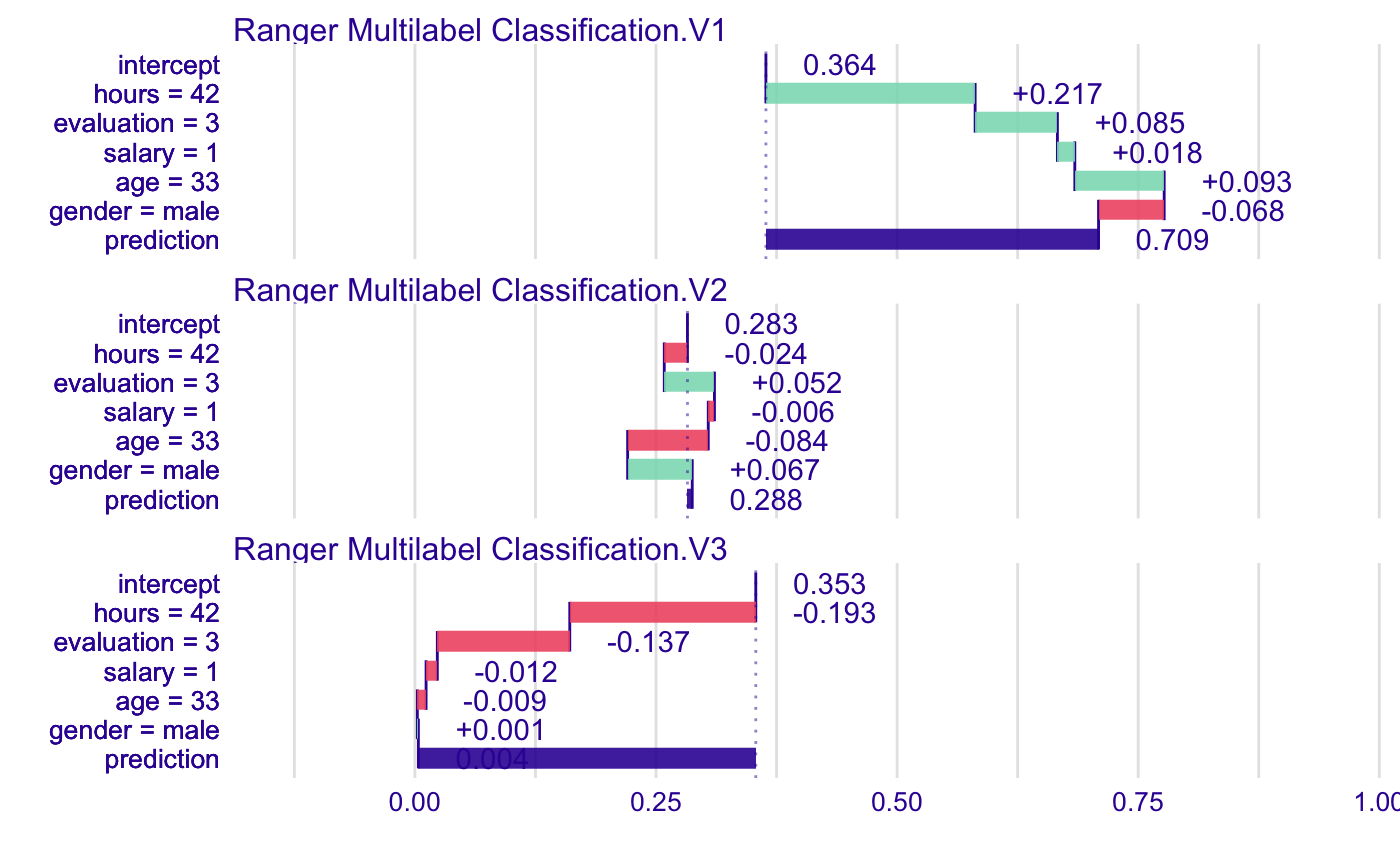 Ranger Multilabel Classification.V1
intercept 0.364
hours = 42 +0.217
evaluation = 3 +0.085
salary = 1 +0.018
age = 33 +0.093
gender = male -0.068
prediction 0.709
Ranger Multilabel Classification.V2
intercept 0.283
hours = 42 -0.024
evaluation = 3 +0.052
salary = 1 -0.006
age = 33 -0.084
gender = male +0.067
prediction 0.288
Ranger Multilabel Classification.V3
intercept 0.353
hours = 42 -0.193
evaluation = 3 -0.137
salary = 1 -0.012
age = 33 -0.009
gender = male +0.001
prediction 0.004
0.00 0.25 0.50 0.75 1.00